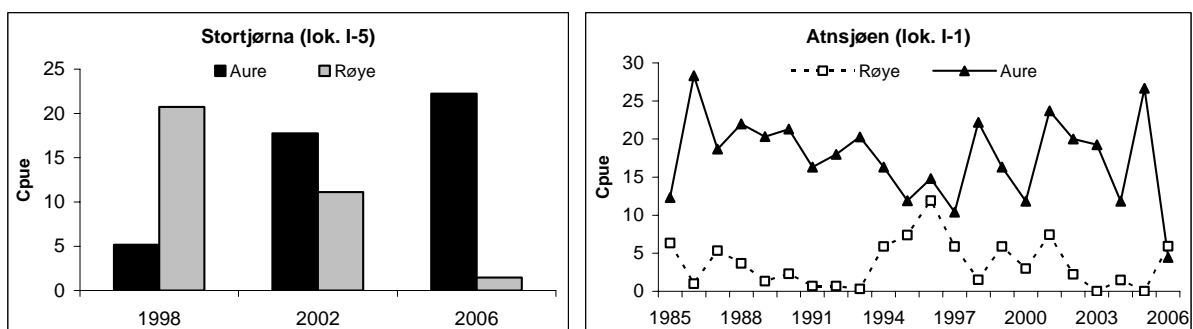 Stortjørna (lok. I-5)
Aure Røye
Cpue
25
20
15
10
5
0
1998 2002 2006
Atnsjøen (lok. I-1)
Røye Aure
Cpue
30
25
20
15
10
5
0
1985 1988 1991 1994 1997 2000 2003 2006